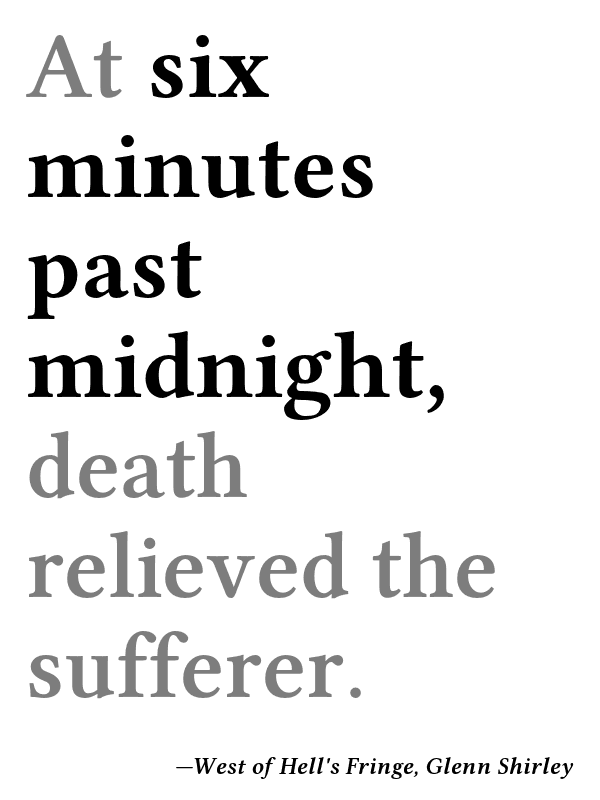 At six
minutes
past
midnight,
death
relieved the
sufferer.
—West of Hell's Fringe, Glenn Shirley